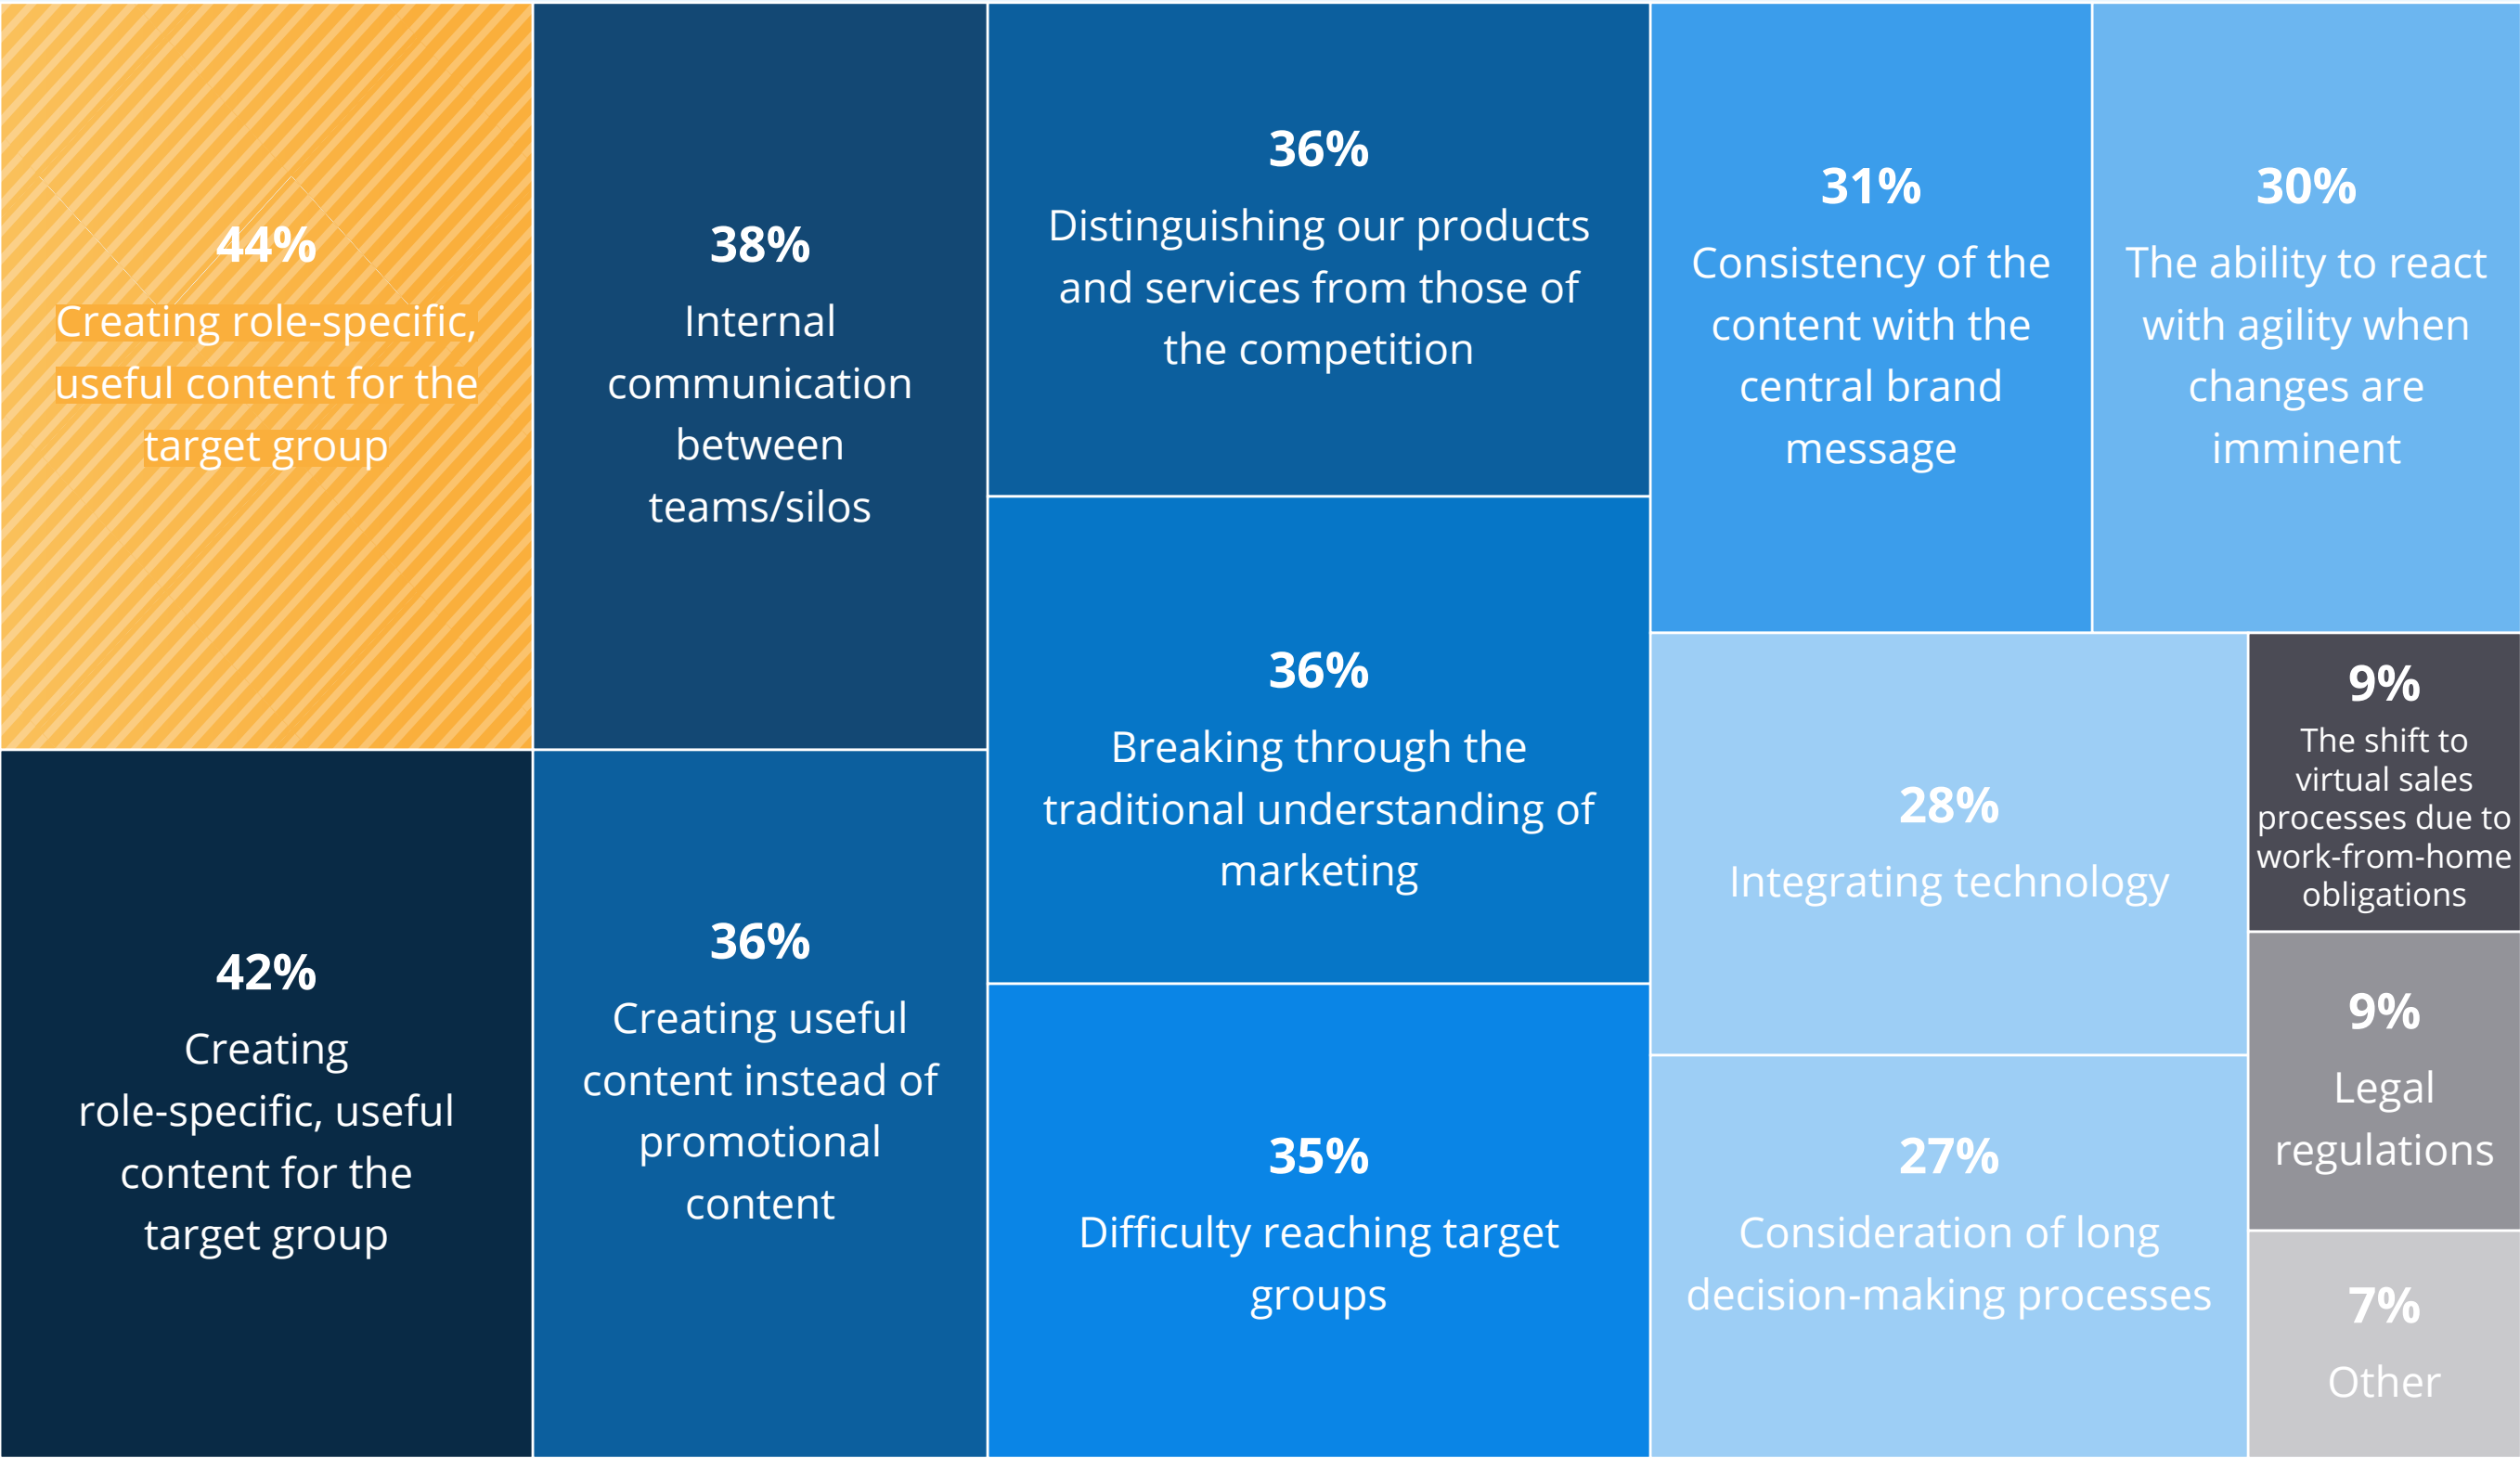 44%
Creating role-specific,
useful content for the
target group
42%
Creating
role-specific, useful
content for the
target group
38%
Internal
communication
between
teams/silos
36%
Creating useful
content instead of
promotional
content
36%
Distinguishing our products
and services from those of
the competition
36%
Breaking through the
traditional understanding of
marketing
35%
Difficulty reaching target
groups
31%
Consistency of the
content with the
central brand
message
30%
The ability to react
with agility when
changes are
imminent
28%
Integrating technology
27%
Consideration of long
decision-making processes
9%
The shift to
virtual sales
processes due to
work-from-home
obligations
9%
Legal
regulations
7%
Other